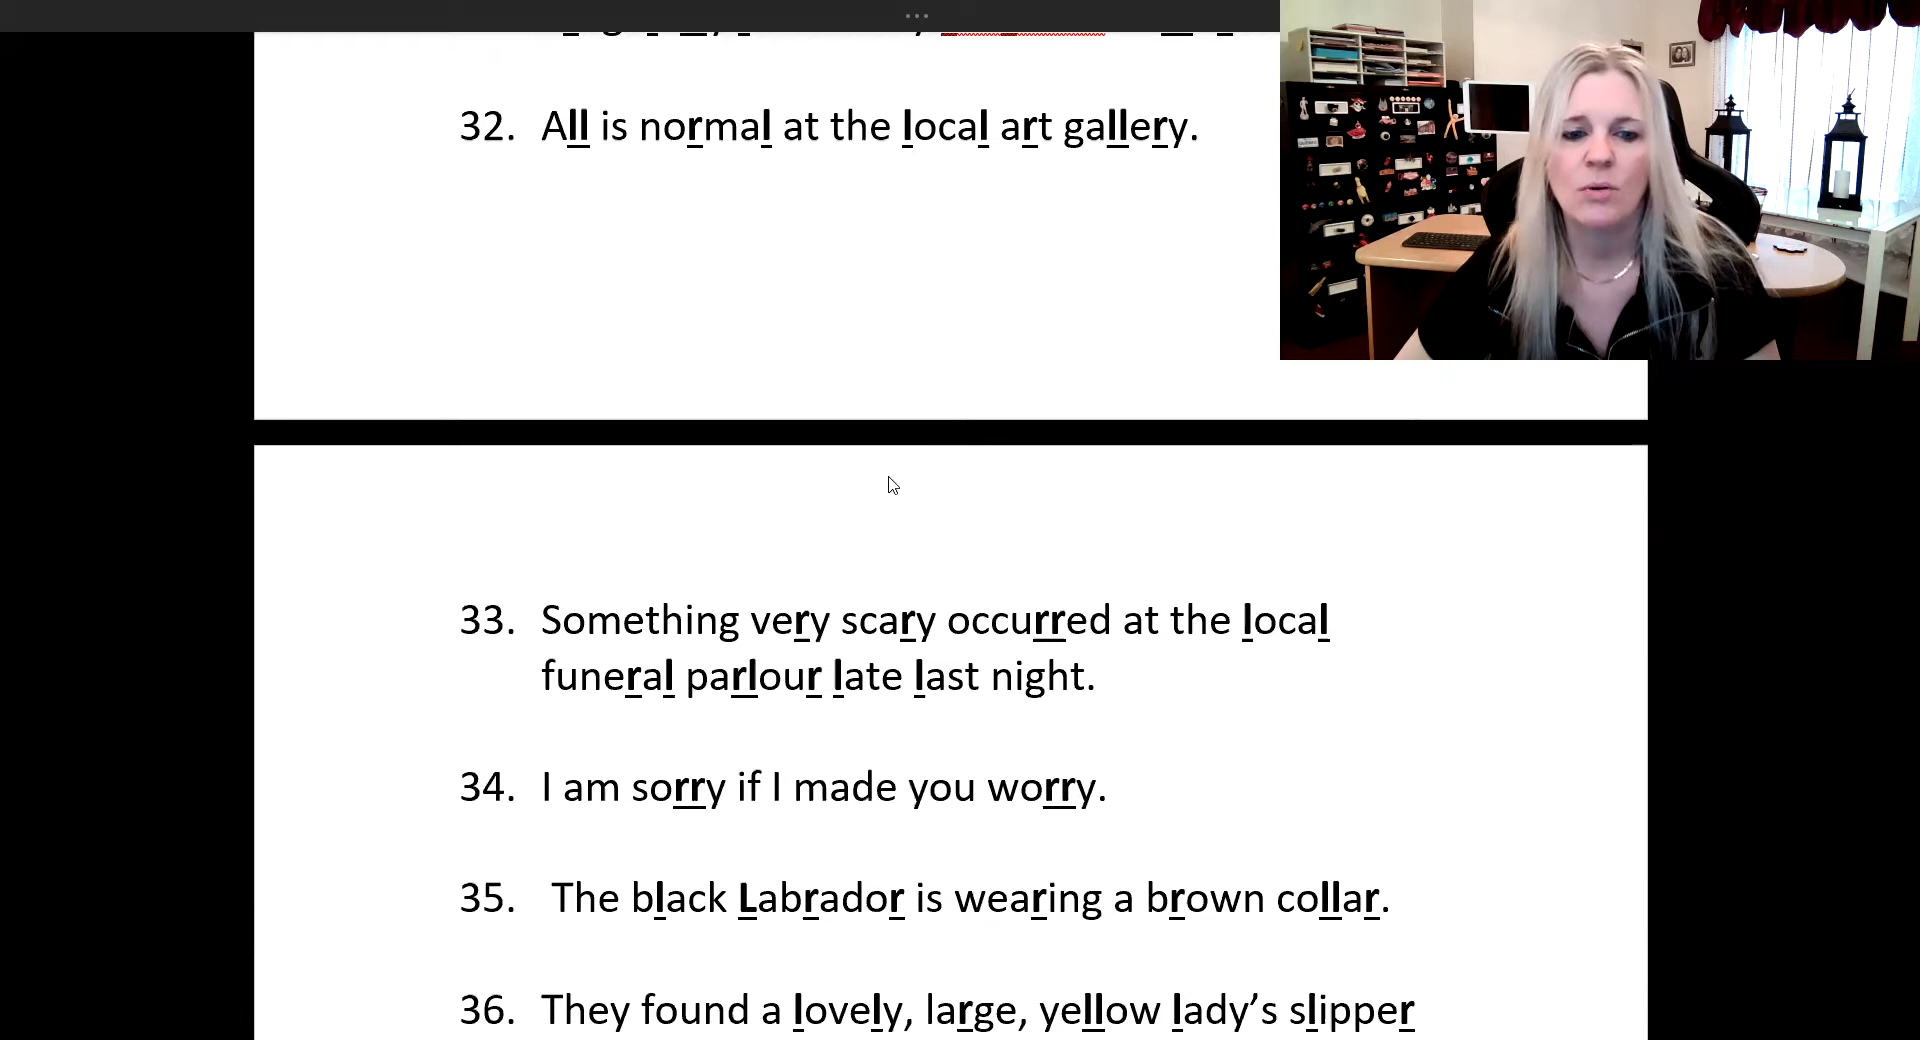 32. All is normal at the local art gallery.
33. Something very scary occurred at the local
funeral parlour late last night.
34. I am sorry if I made you worry.
35. The black Labrador is wearing a brown collar.
36. They found a lovely, large, yellow lady’s slipper